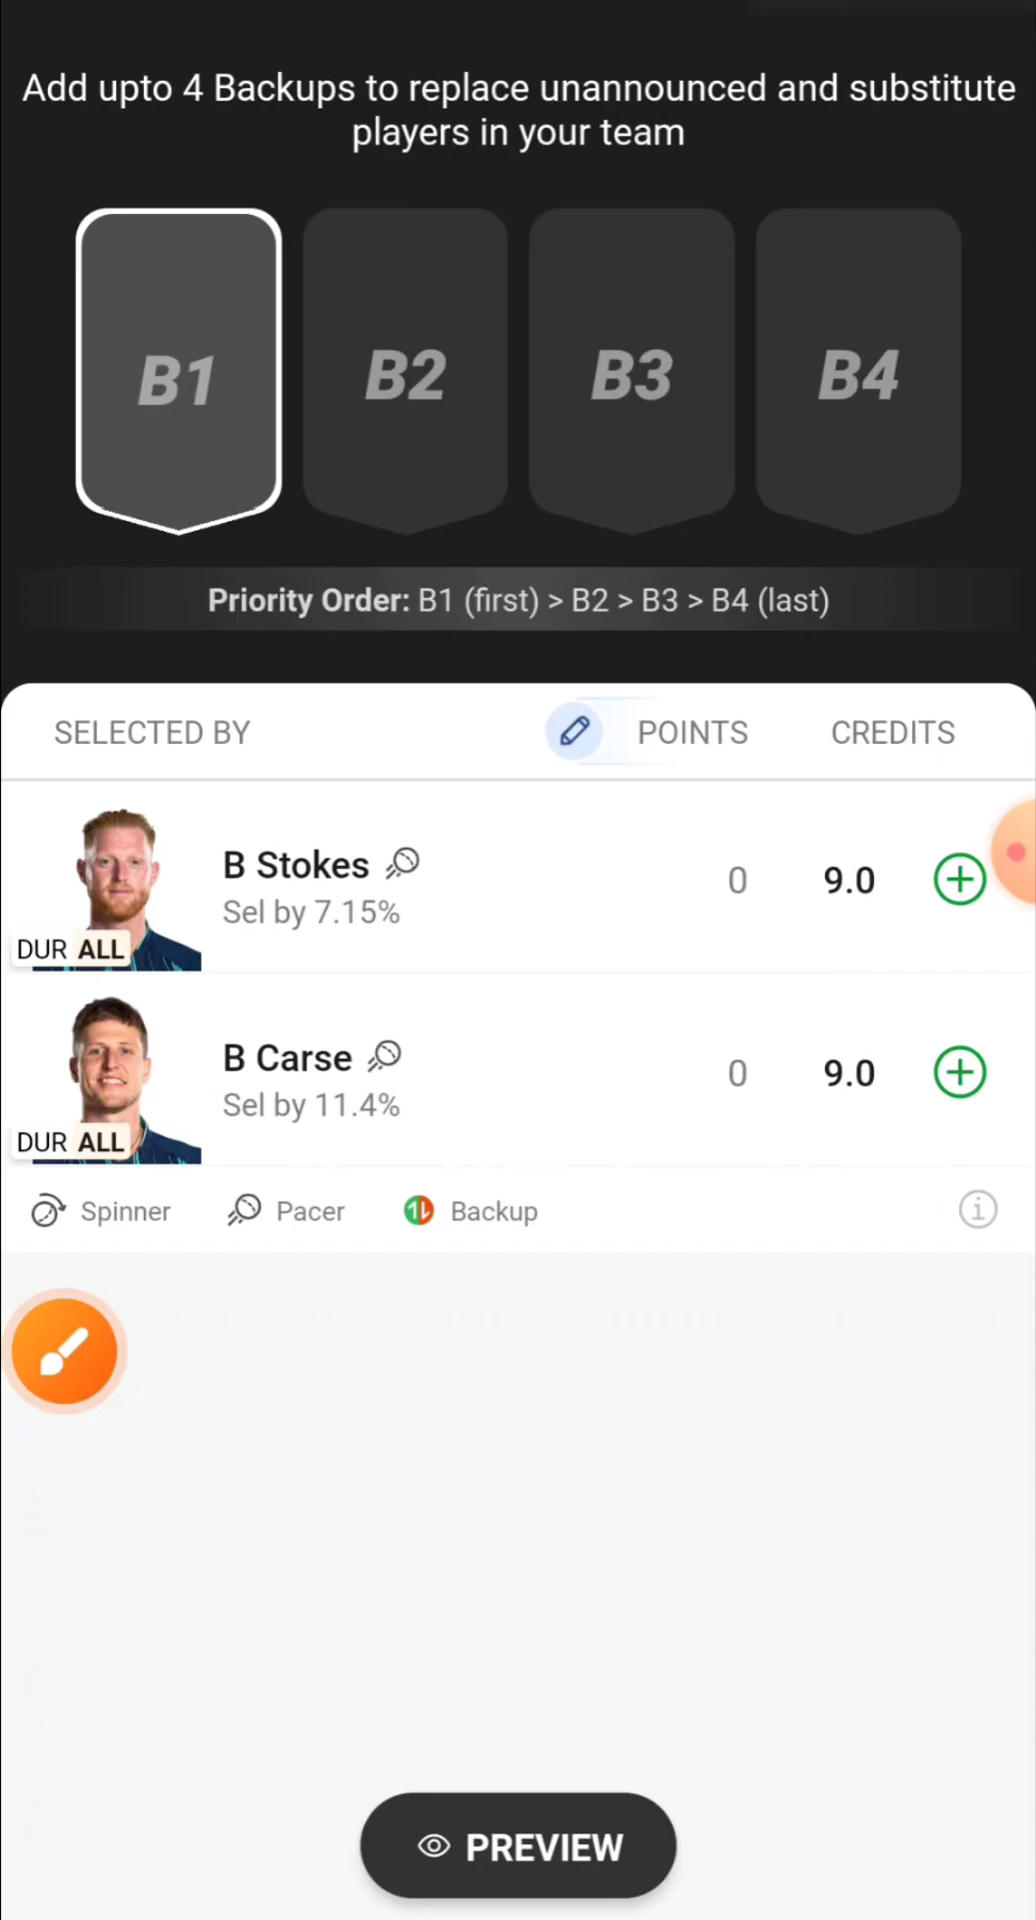 Add upto 4 Backups to replace unannounced and substitute
players in your team
B1 B2 B3 B4
Priority Order: B1 (first) > B2 > B3 > B4 (last)
SELECTED BY POINTS CREDITS
B Stokes
Sel by 7.15%
0 9.0
DUR ALL
B Carse
Sel by 11.4%
0 9.0
DUR ALL
Spinner Pacer Backup
PREVIEW